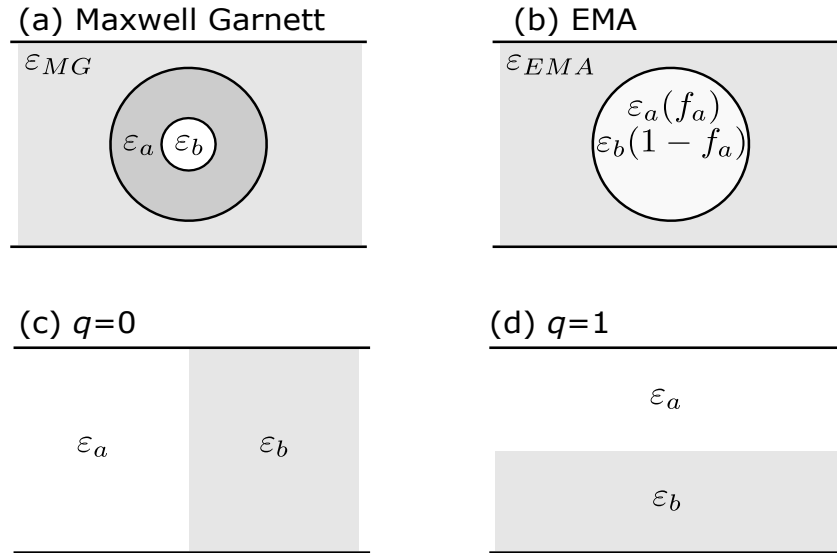 (a) Maxwell Garnett
(b) EMA
ε_MG
ε_a
ε_b
ε_EMA
ε_a(f_a)
ε_b(1 − f_a)
(c) q=0
(d) q=1
ε_a
ε_b
ε_a
ε_b